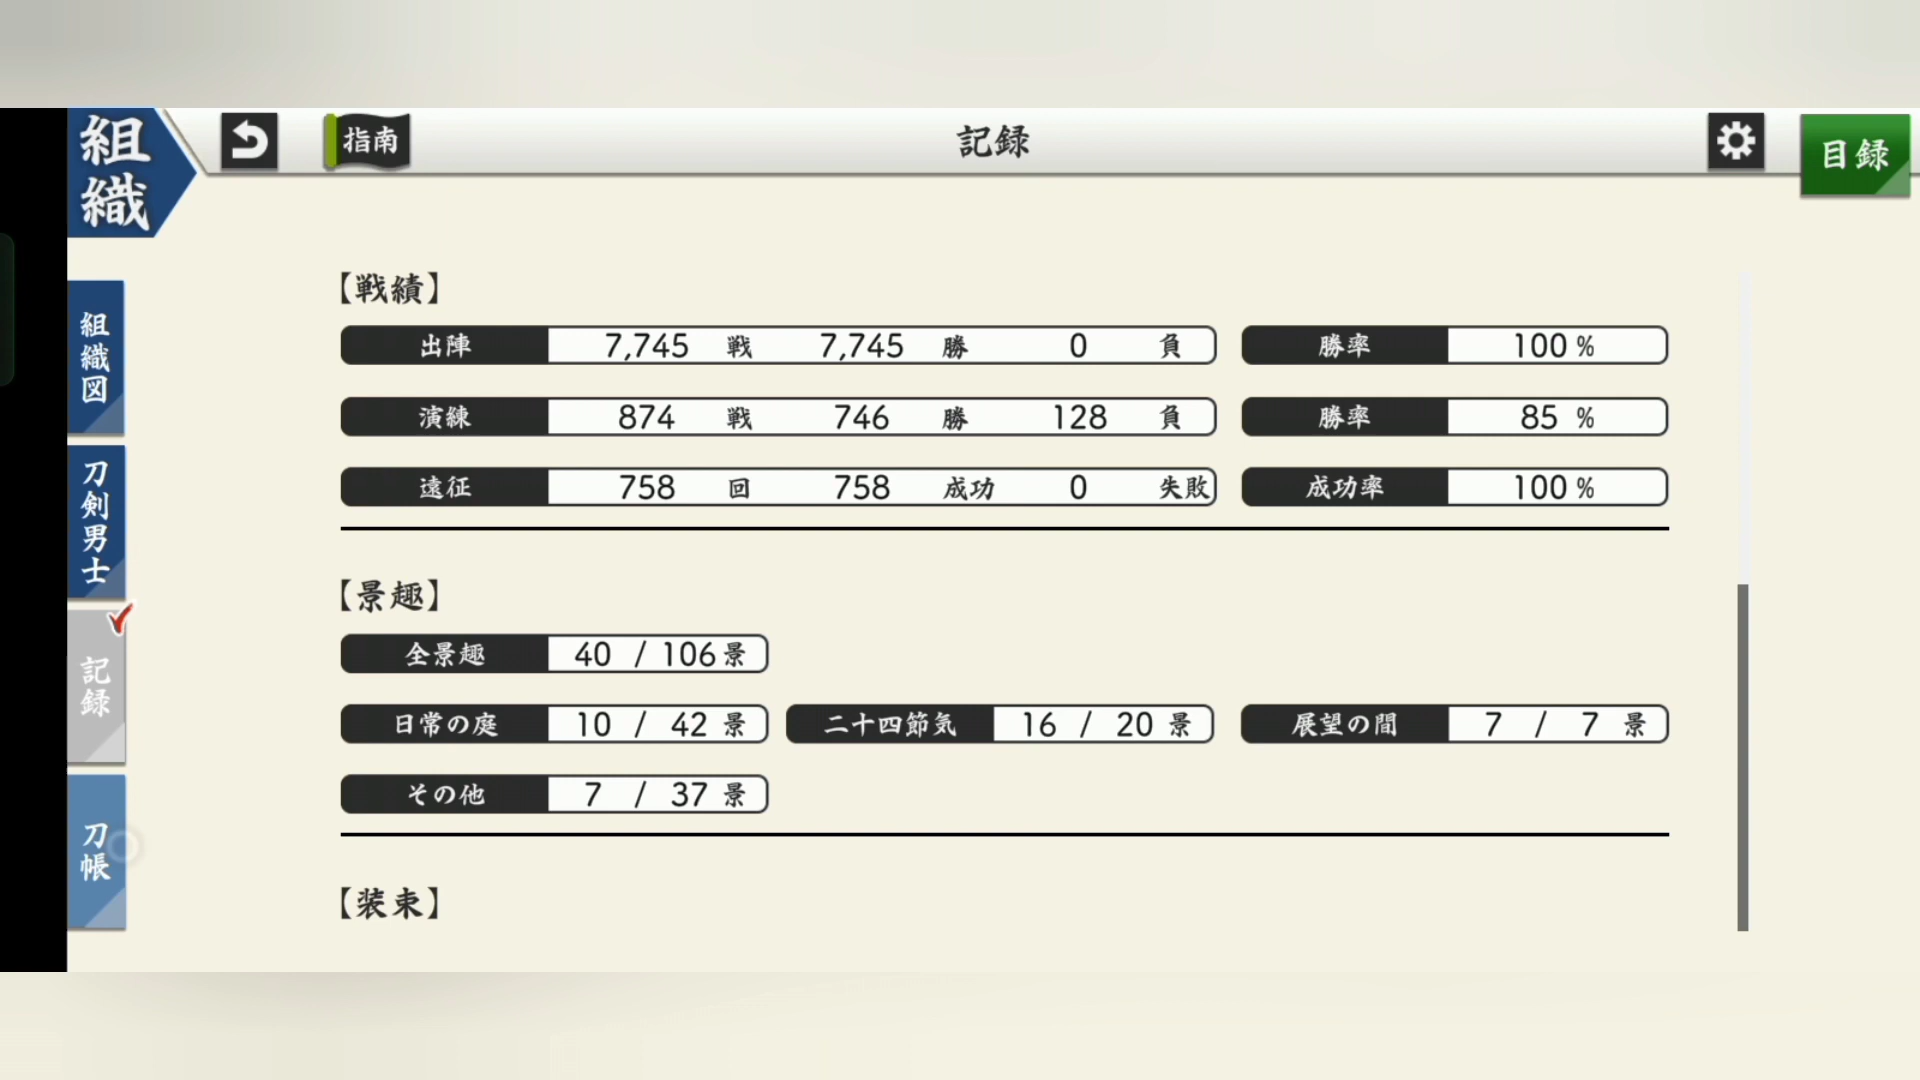 組織
指南
記録
目録
組織図
刀剣男士
記録
刀帳
【戦績】
出陣 7,745 戦 7,745 勝 0 負 勝率 100 %
演練 874 戦 746 勝 128 負 勝率 85 %
遠征 758 回 758 成功 0 失敗 成功率 100 %
【景趣】
全景趣 40 / 106 景
日常の庭 10 / 42 景 二十四節気 16 / 20 景 展望の間 7 / 7 景
その他 7 / 37 景
【装束】